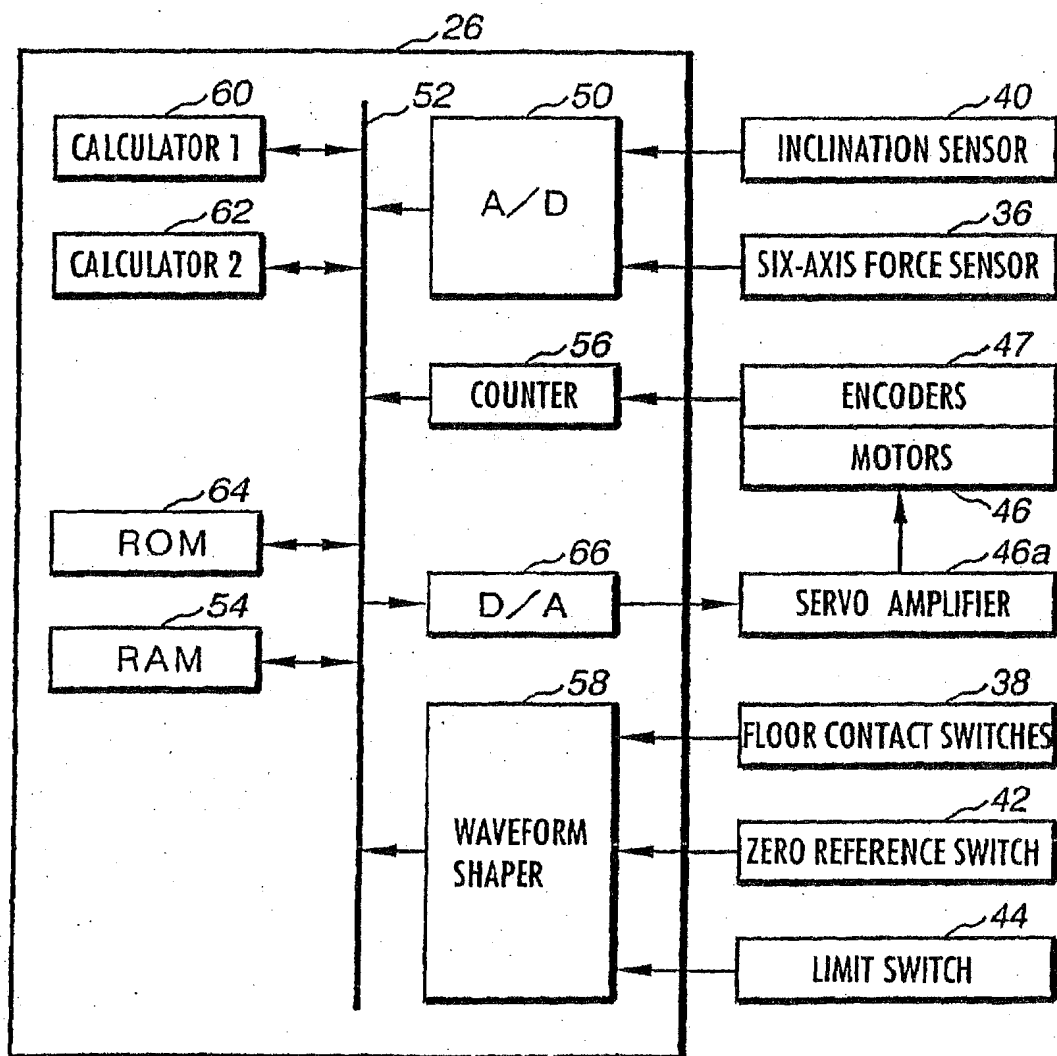 26
60
52
50
40
CALCULATOR 1
A/D
INCLINATION SENSOR
62
36
CALCULATOR 2
SIX-AXIS FORCE SENSOR
56
47
COUNTER
ENCODERS
MOTORS
64
46
ROM
66
46a
D/A
SERVO AMPLIFIER
54
RAM
58
38
FLOOR CONTACT SWITCHES
42
WAVEFORM
SHAPER
ZERO REFERENCE SWITCH
44
LIMIT SWITCH